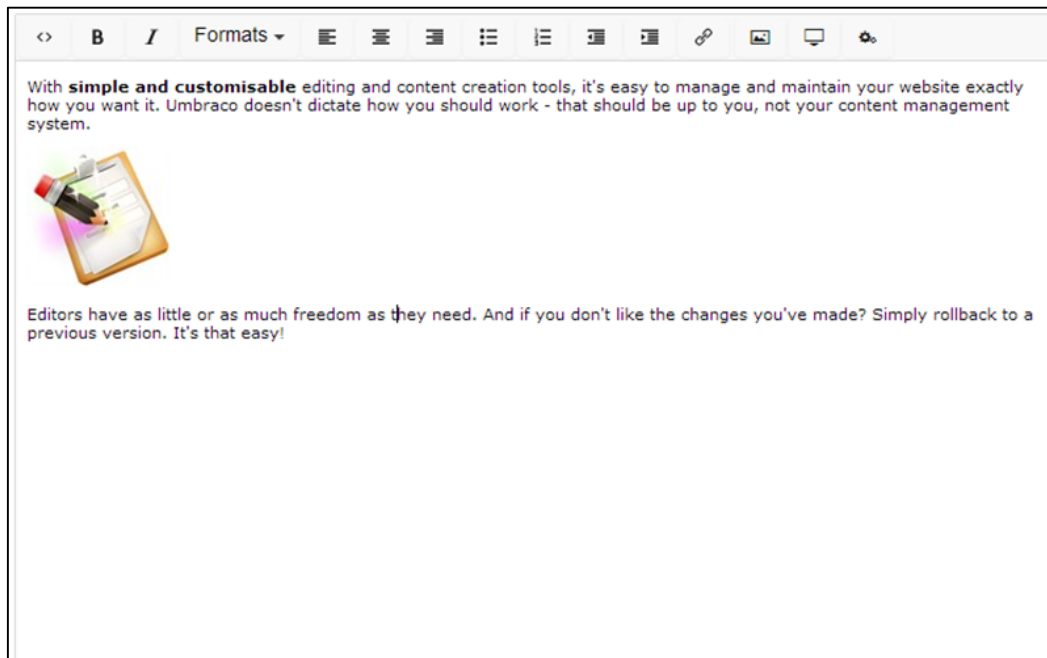 <> B I Formats
With simple and customisable editing and content creation tools, it's easy to manage and maintain your website exactly
how you want it. Umbraco doesn't dictate how you should work - that should be up to you, not your content management
system.
Editors have as little or as much freedom as they need. And if you don't like the changes you've made? Simply rollback to a
previous version. It's that easy!